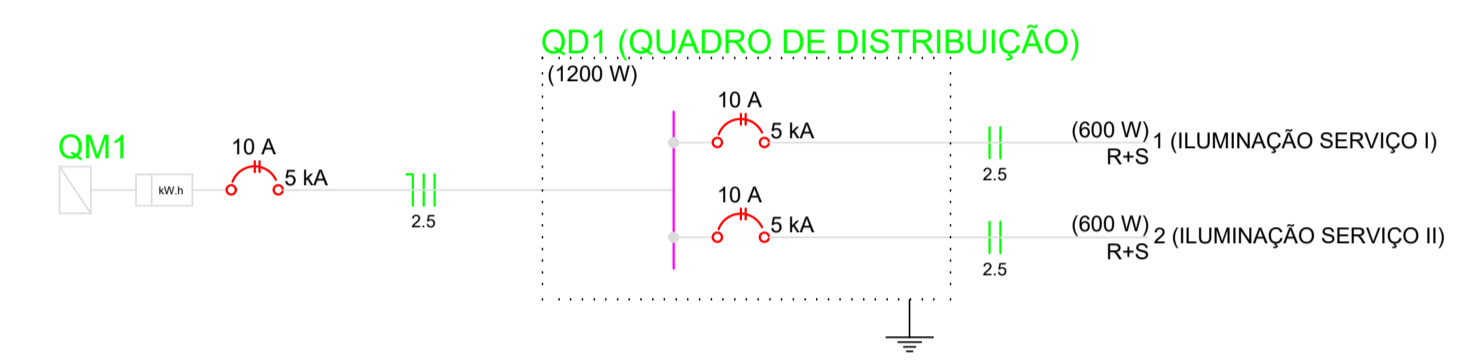 QD1 (QUADRO DE DISTRIBUIÇÃO)
(1200 W)
QM1
kW.h
10 A
5 kA
2.5
10 A
5 kA
2.5
(600 W)
R+S
1 (ILUMINAÇÃO SERVIÇO I)
10 A
5 kA
2.5
(600 W)
R+S
2 (ILUMINAÇÃO SERVIÇO II)